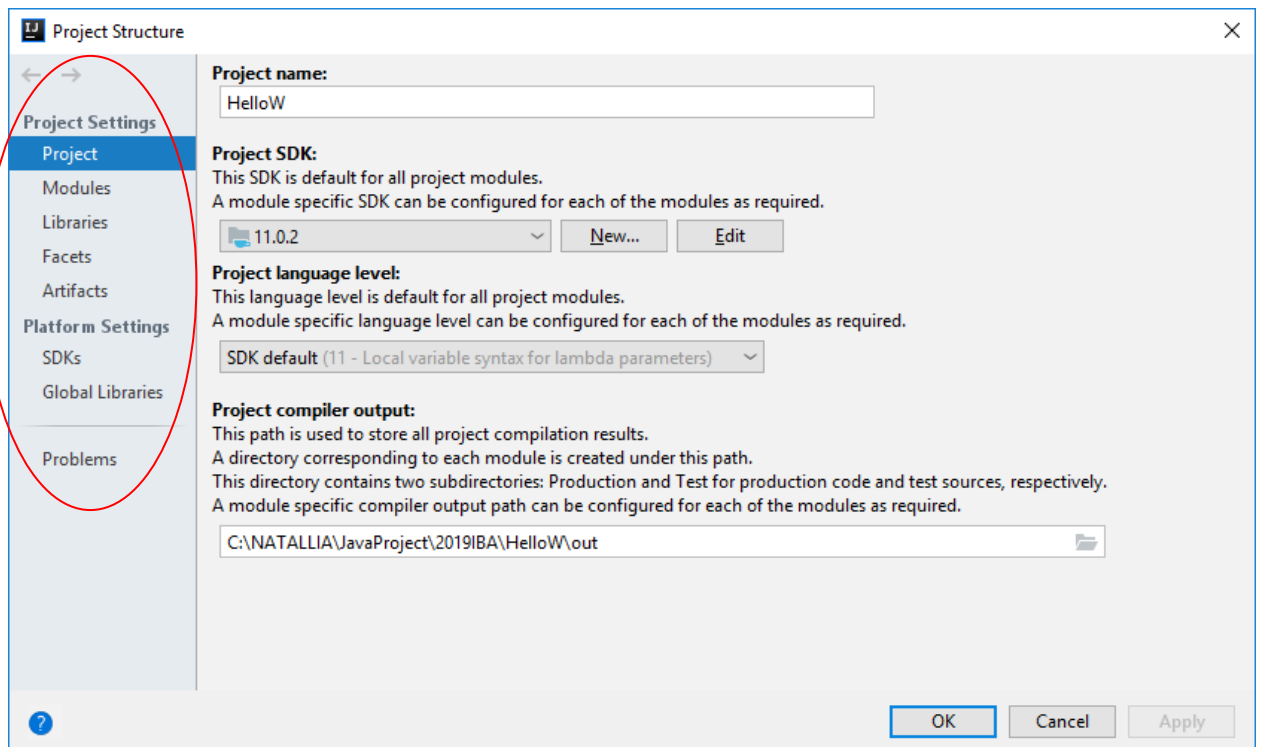 Project Structure
Project Settings
Project
Modules
Libraries
Facets
Artifacts
Platform Settings
SDKs
Global Libraries
Problems
Project name:
HelloW
Project SDK:
This SDK is default for all project modules.
A module specific SDK can be configured for each of the modules as required.
11.0.2 New... Edit
Project language level:
This language level is default for all project modules.
A module specific language level can be configured for each of the modules as required.
SDK default (11 - Local variable syntax for lambda parameters)
Project compiler output:
This path is used to store all project compilation results.
A directory corresponding to each module is created under this path.
This directory contains two subdirectories: Production and Test for production code and test sources, respectively.
A module specific compiler output path can be configured for each of the modules as required.
C:\NATALLIA\JavaProject\2019IBA\HelloW\out
? OK Cancel Apply